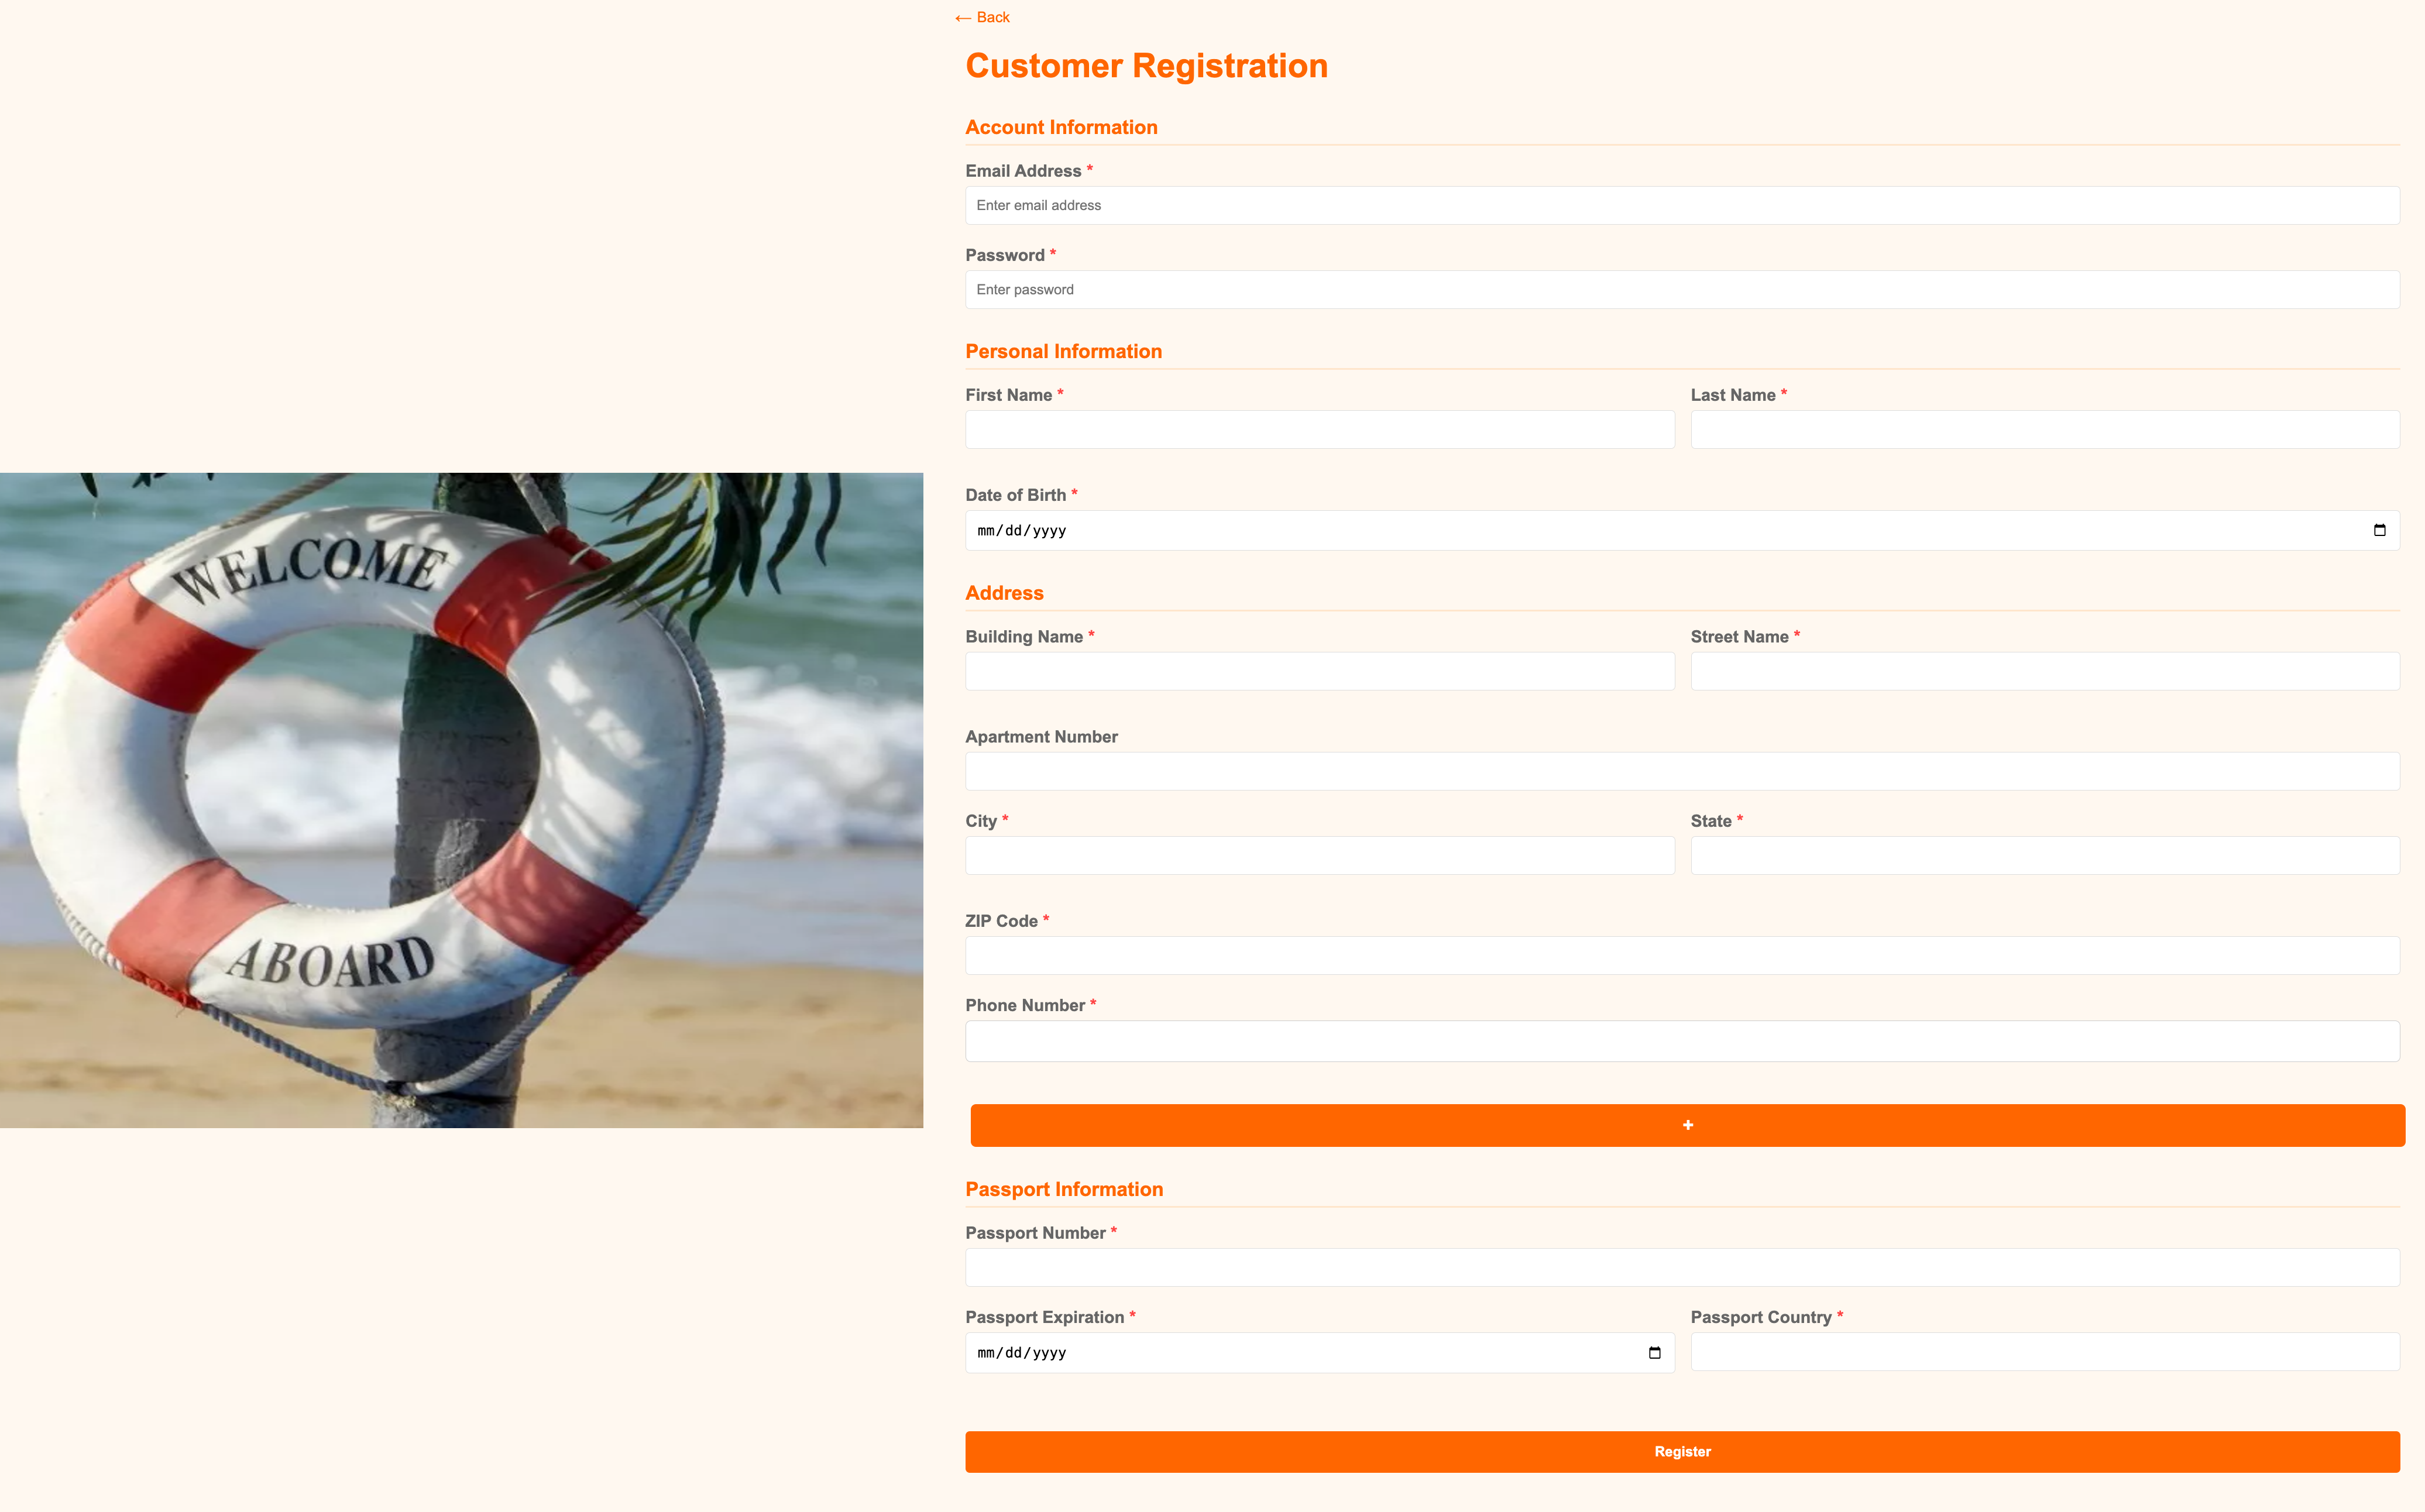 ← Back
Customer Registration
Account Information
Email Address *
Enter email address
Password *
Enter password
Personal Information
First Name * Last Name *
Date of Birth *
mm/dd/yyyy
Address
Building Name * Street Name *
Apartment Number
City * State *
ZIP Code *
Phone Number *
+
Passport Information
Passport Number *
Passport Expiration * Passport Country *
mm/dd/yyyy
Register
WELCOME
ABOARD